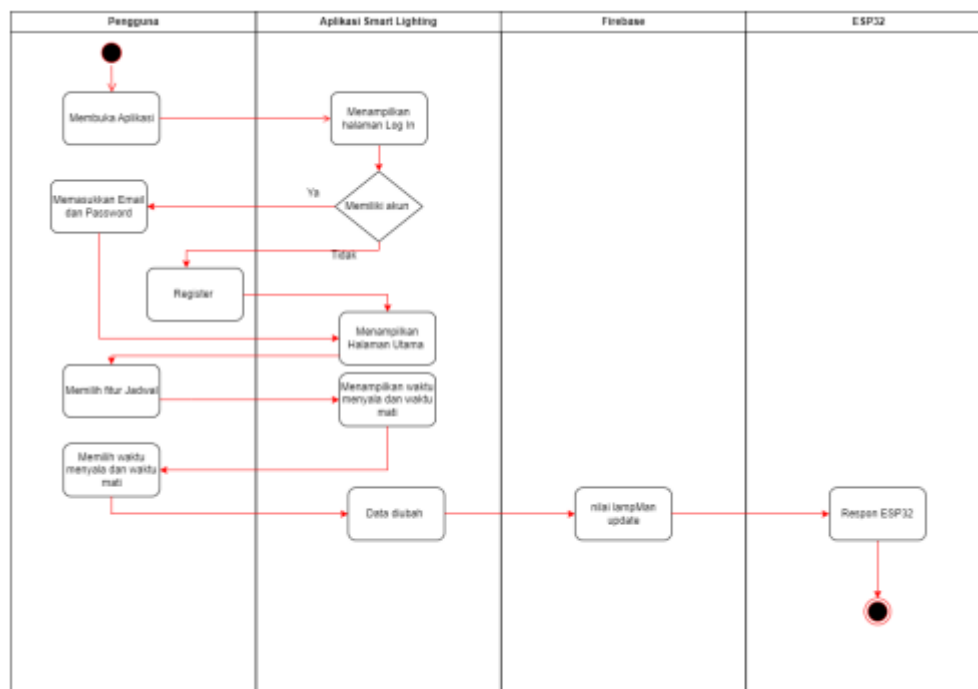 Pengguna
Aplikasi Smart Lighting
Firebase
ESP32
Membuka Aplikasi
Menampilkan
halaman Log In
Memasukkan Email
dan Password
Ya
Memiliki akun
Tidak
Register
Menampilkan
Halaman Utama
Memilih fitur Jadwal
Menampilkan waktu
menyala dan waktu
mati
Memilih waktu
menyala dan waktu
mati
Data diubah
nilai lampMan
update
Respon ESP32